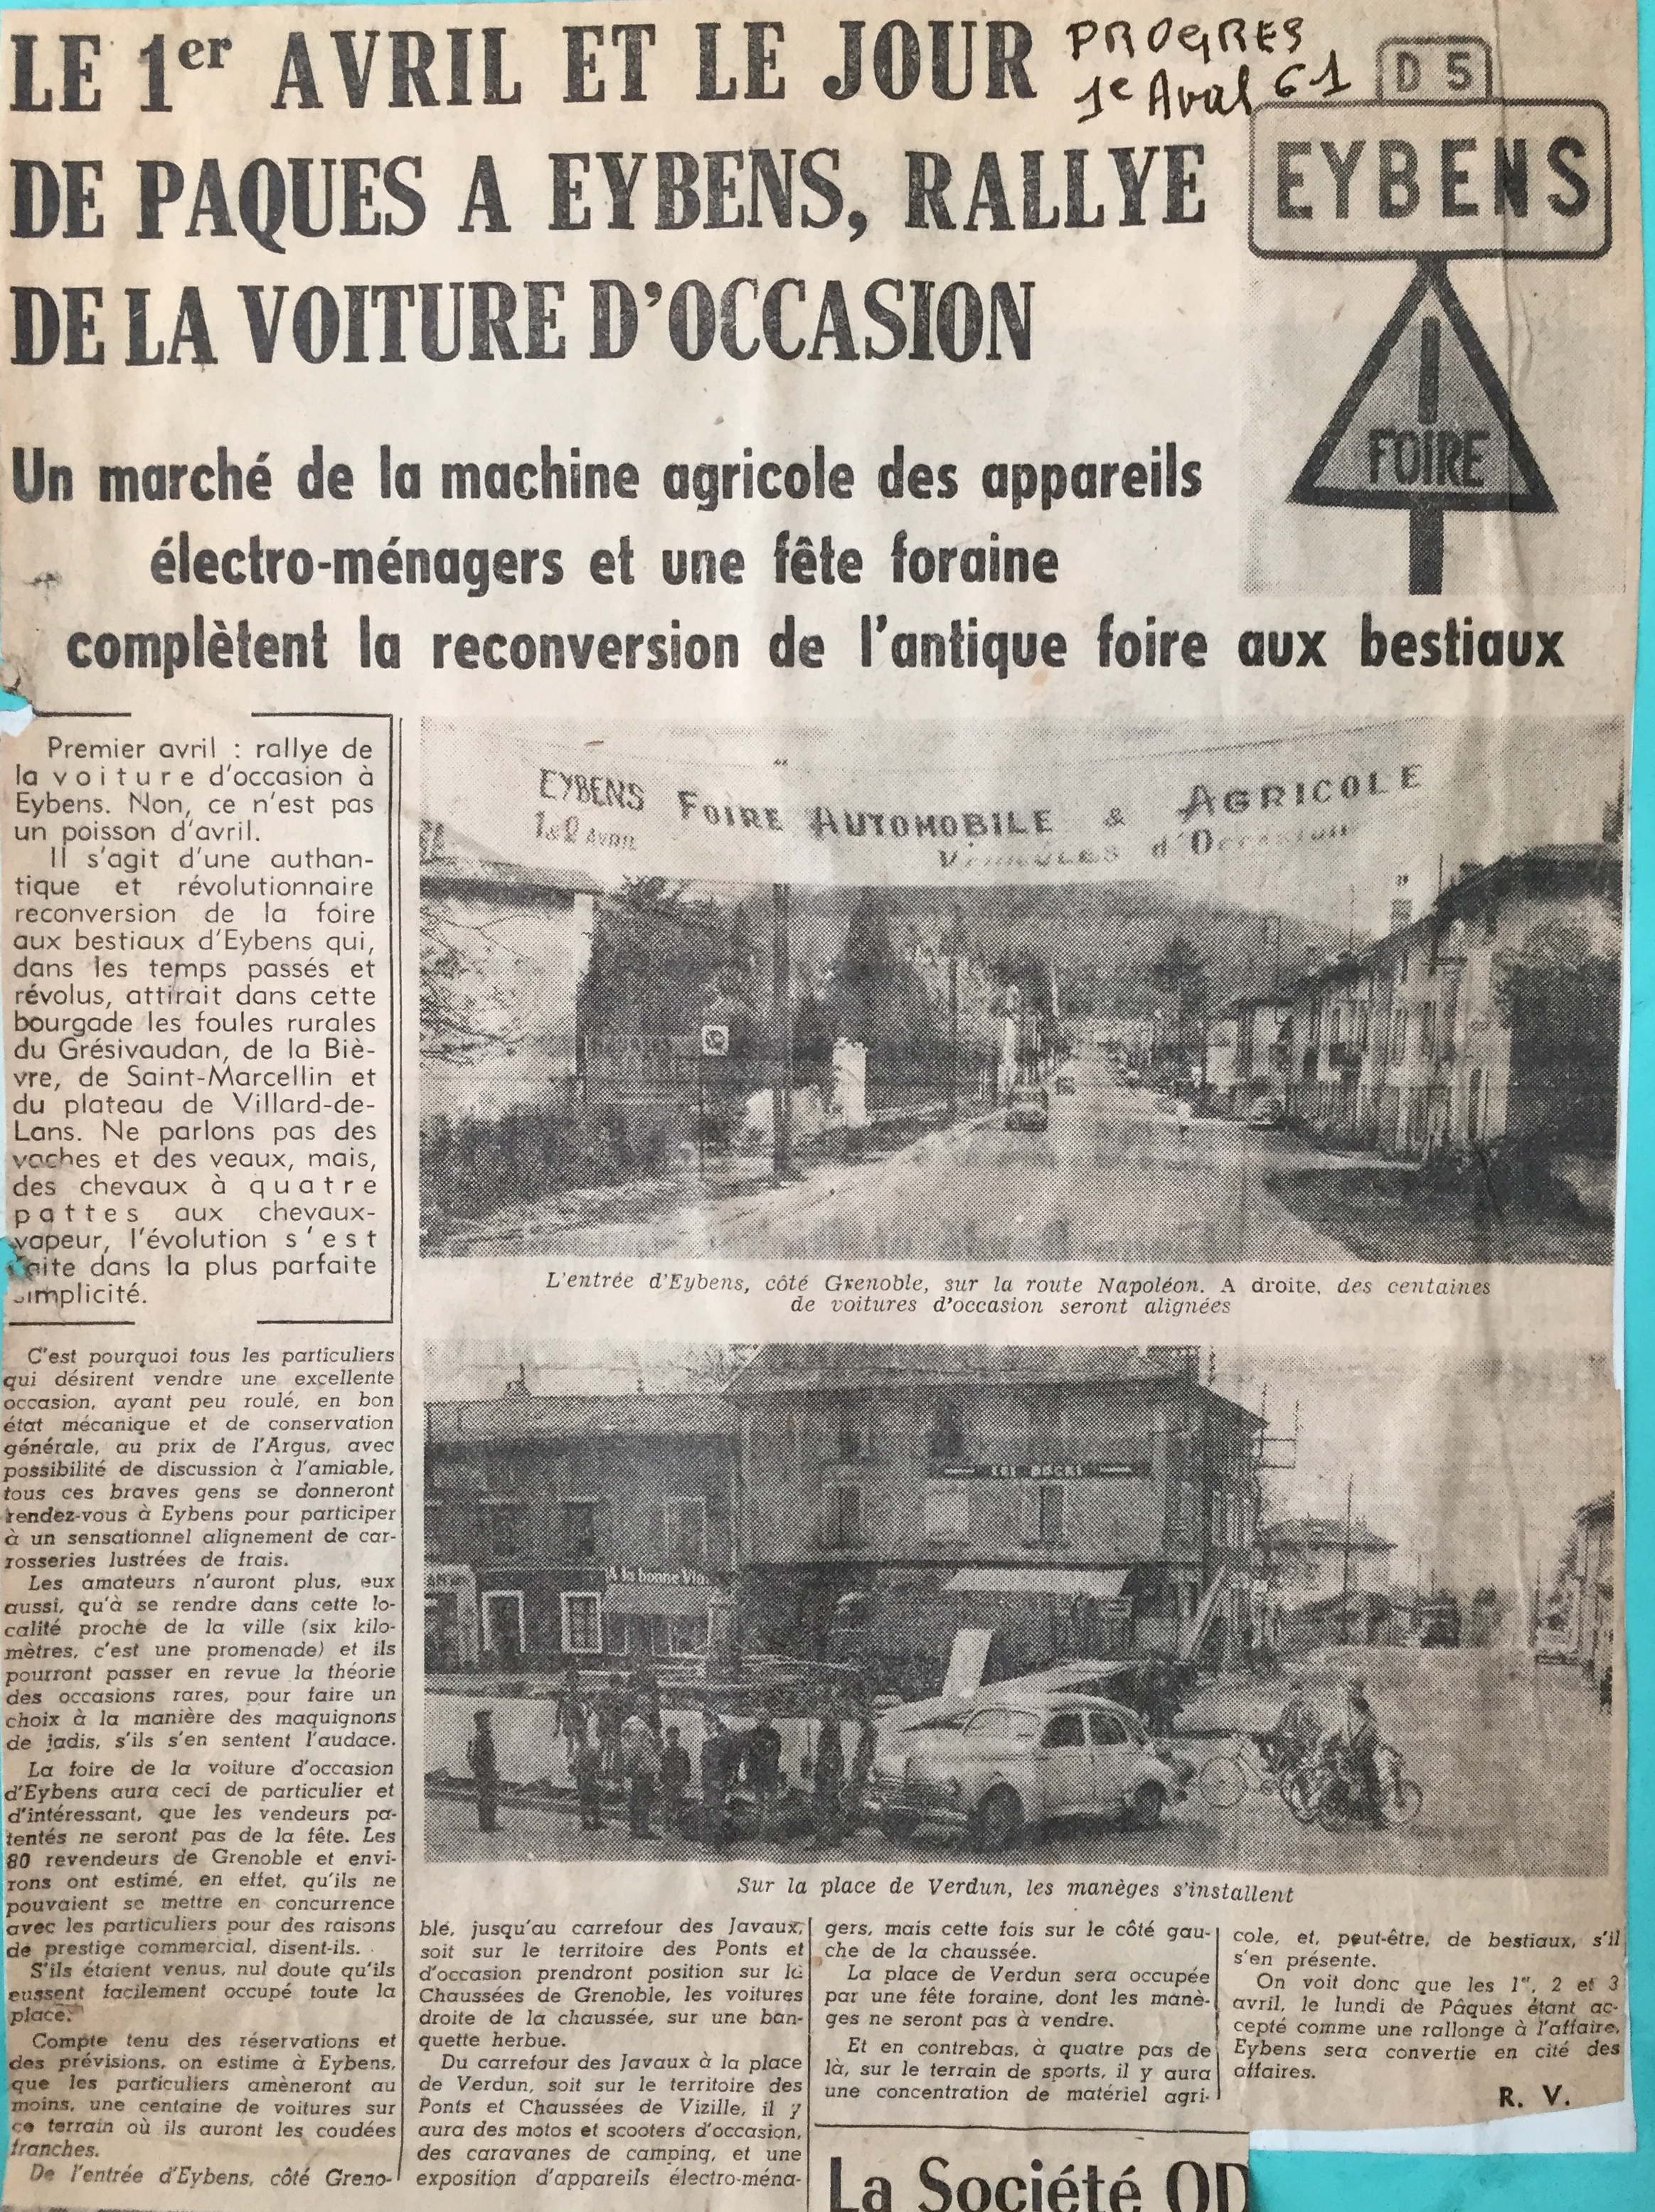 LE 1er AVRIL ET LE JOUR
DE PAQUES A EYBENS, RALLYE
DE LA VOITURE D'OCCASION
PROGRES
1e Avril 61
D 5
EYBENS
FOIRE
Un marché de la machine agricole des appareils
électro-ménagers et une fête foraine
complètent la reconversion de l'antique foire aux bestiaux
Premier avril : rallye de
la voiture d'occasion à
Eybens. Non, ce n'est pas
un poisson d'avril.
Il s'agit d'une authan-
tique et révolutionnaire
reconversion de la foire
aux bestiaux d'Eybens qui,
dans les temps passés et
révolus, attirait dans cette
bourgade les foules rurales
du Grésivaudan, de la Biè-
vre, de Saint-Marcellin et
du plateau de Villard-de-
Lans. Ne parlons pas des
vaches et des veaux, mais,
des chevaux à quatre
pattes aux chevaux-
vapeur, l'évolution s'est
faite dans la plus parfaite
simplicité.
C'est pourquoi tous les particuliers
qui désirent vendre une excellente
occasion, ayant peu roulé, en bon
état mécanique et de conservation
générale, au prix de l'Argus, avec
possibilité de discussion à l'amiable,
tous ces braves gens se donneront
rendez-vous à Eybens pour participer
à un sensationnel alignement de car-
rosseries lustrées de frais.
Les amateurs n'auront plus, eux
aussi, qu'à se rendre dans cette lo-
calité proche de la ville (six kilo-
mètres, c'est une promenade) et ils
pourront passer en revue la théorie
des occasions rares, pour faire un
choix à la manière des maquignons
de jadis, s'ils s'en sentent l'audace.
La foire de la voiture d'occasion
d'Eybens aura ceci de particulier et
d'intéressant, que les vendeurs pa-
tentés ne seront pas de la fête. Les
80 revendeurs de Grenoble et envi-
rons ont estimé, en effet, qu'ils ne
pouvaient se mettre en concurrence
avec les particuliers pour des raisons
de prestige commercial, disent-ils.
S'ils étaient venus, nul doute qu'ils
eussent facilement occupé toute la
place.
Compte tenu des réservations et
des prévisions, on estime à Eybens,
que les particuliers amèneront au
moins, une centaine de voitures sur
ce terrain où ils auront les coudées
franches.
De l'entrée d'Eybens, côté Greno-
EYBENS FOIRE AUTOMOBILE & AGRICOLE
1&2 AVRIL VÉHICULES d'Occasion
L'entrée d'Eybens, côté Grenoble, sur la route Napoléon. A droite, des centaines
de voitures d'occasion seront alignées
LES DOCKS
A la bonne
Sur la place de Verdun, les manèges s'installent
blé, jusqu'au carrefour des Javaux,
soit sur le territoire des Ponts et
d'occasion prendront position sur la
Chaussées de Grenoble, les voitures
droite de la chaussée, sur une ban-
quette herbue.
Du carrefour des Javaux à la place
de Verdun, soit sur le territoire des
Ponts et Chaussées de Vizille, il y
aura des motos et scooters d'occasion,
des caravanes de camping, et une
exposition d'appareils électro-ména-
gers, mais cette fois sur le côté gau-
che de la chaussée.
La place de Verdun sera occupée
par une fête foraine, dont les manè-
ges ne seront pas à vendre.
Et en contrebas, à quatre pas de
là, sur le terrain de sports, il y aura
une concentration de matériel agri-
cole, et, peut-être, de bestiaux, s'il
s'en présente.
On voit donc que les 1er, 2 et 3
avril, le lundi de Pâques étant ac-
cepté comme une rallonge à l'affaire,
Eybens sera convertie en cité des
affaires.
R. V.
La Société OD